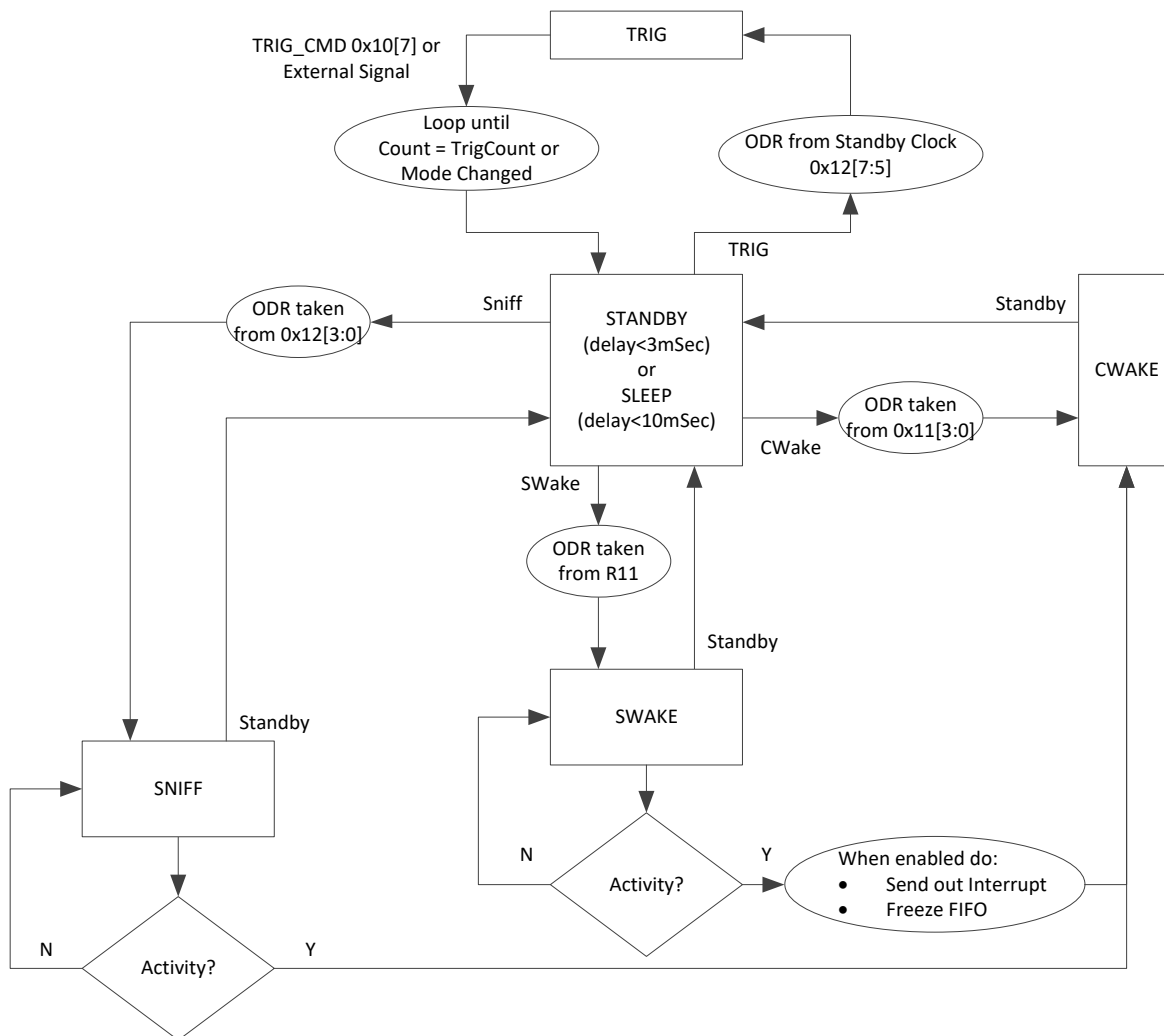 TRIG
TRIG_CMD 0x10[7] or
External Signal
Loop until
Count = TrigCount or
Mode Changed
ODR from Standby Clock
0x12[7:5]
TRIG
ODR taken
from 0x12[3:0]
Sniff
STANDBY
(delay<3mSec)
or
SLEEP
(delay<10mSec)
Standby
CWAKE
ODR taken
from 0x11[3:0]
CWake
SWake
ODR taken
from R11
Standby
SWAKE
Standby
SNIFF
N
Activity?
Y
When enabled do:
● Send out Interrupt
● Freeze FIFO
N
Activity?
Y